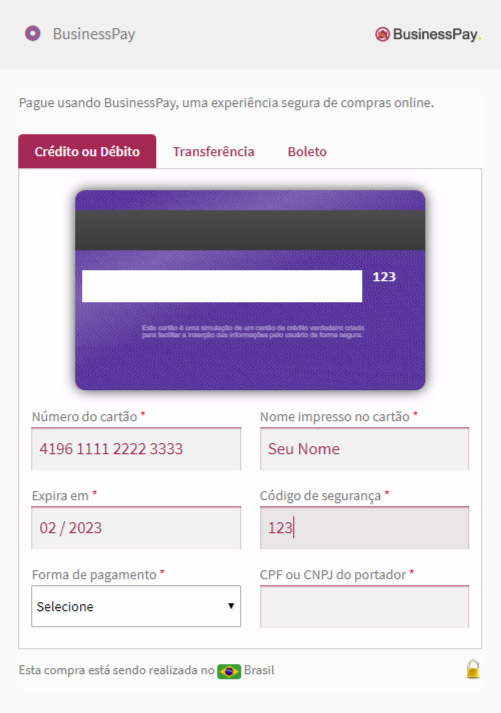 BusinessPay
BusinessPay.
Pague usando BusinessPay, uma experiência segura de compras online.
Crédito ou Débito Transferência Boleto
123
Este cartão é uma simulação de um cartão de crédito verdadeiro criado
para facilitar a inserção das informações pelo usuário de forma segura.
Número do cartão * Nome impresso no cartão *
4196 1111 2222 3333 Seu Nome
Expira em * Código de segurança *
02 / 2023 123
Forma de pagamento * CPF ou CNPJ do portador *
Selecione
Esta compra está sendo realizada no Brasil